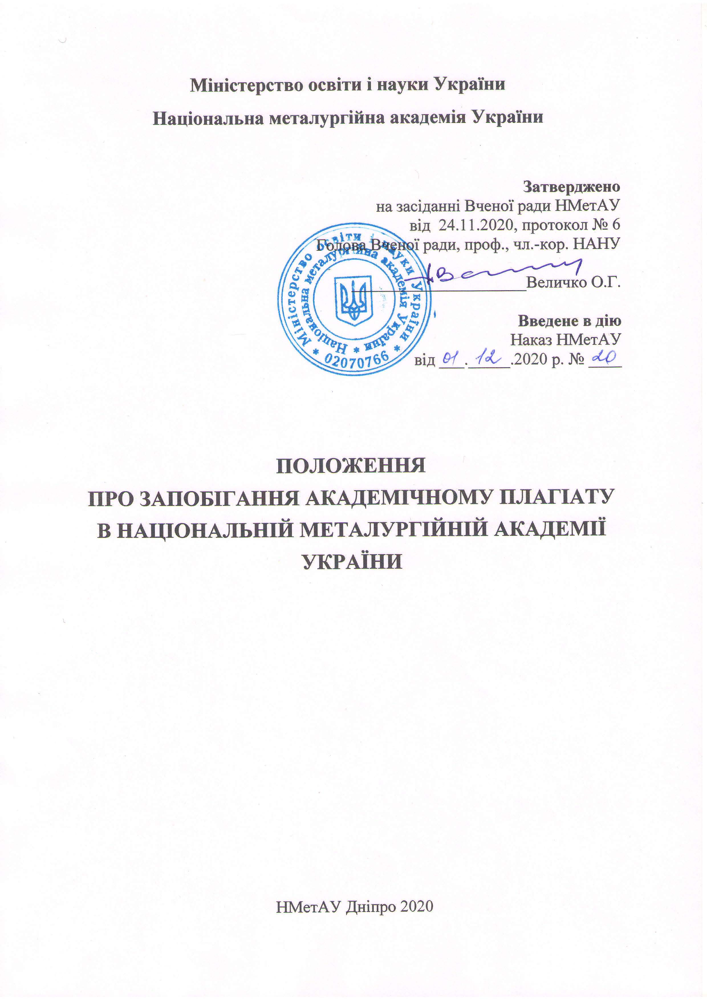 Міністерство освіти і науки України
Національна металургійна академія України
Затверджено
на засіданні Вченої ради НМетАУ
від 24.11.2020, протокол № 6
Голова Вченої ради, проф., чл.-кор. НАНУ
Величко О.Г.
Міністерство освіти і науки України
Національна металургійна академія України
* 02070766 *
Введене в дію
Наказ НМетАУ
від 01.12.2020 р. № 20
ПОЛОЖЕННЯ
ПРО ЗАПОБІГАННЯ АКАДЕМІЧНОМУ ПЛАГІАТУ
В НАЦІОНАЛЬНІЙ МЕТАЛУРГІЙНІЙ АКАДЕМІЇ
УКРАЇНИ
НМетАУ Дніпро 2020